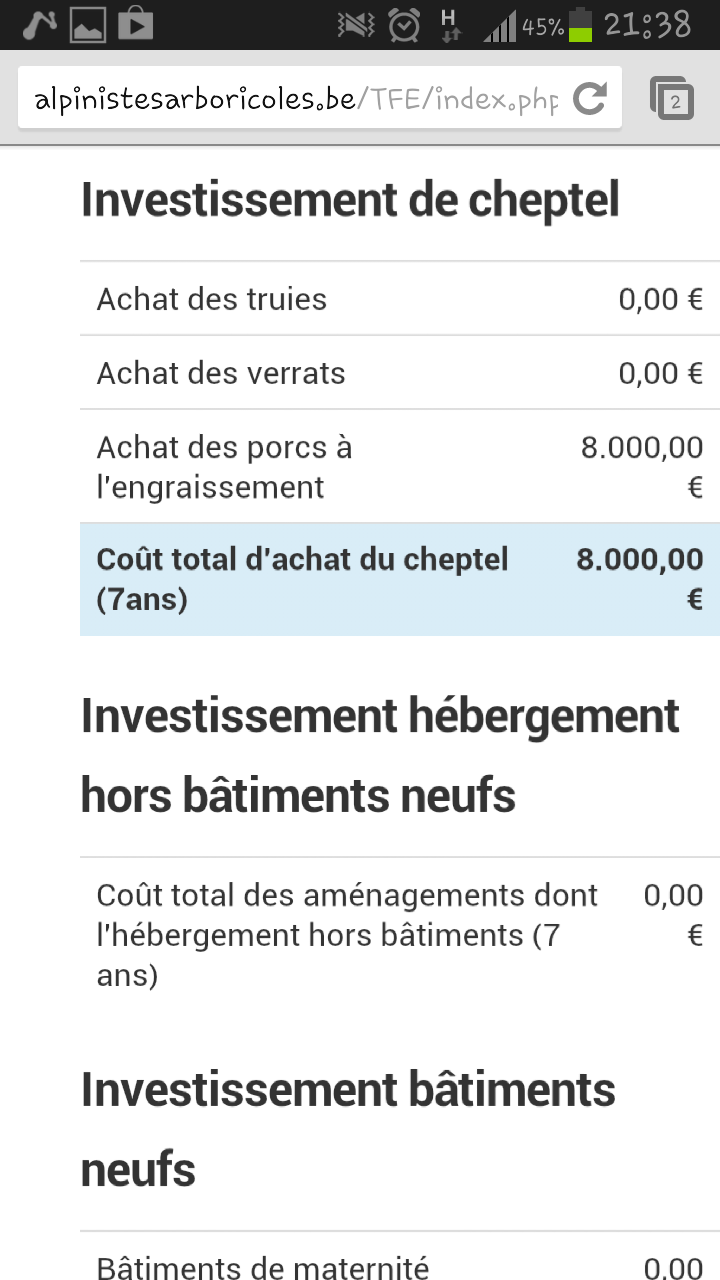 H 45% 21:38
alpinistesarboricoles.be/TFE/index.php
2
Investissement de cheptel
Achat des truies 0,00 €
Achat des verrats 0,00 €
Achat des porcs à 8.000,00
l'engraissement €
Coût total d'achat du cheptel 8.000,00
(7ans) €
Investissement hébergement
hors bâtiments neufs
Coût total des aménagements dont 0,00
l'hébergement hors bâtiments (7 €
ans)
Investissement bâtiments
neufs
Bâtiments de maternité 0,00